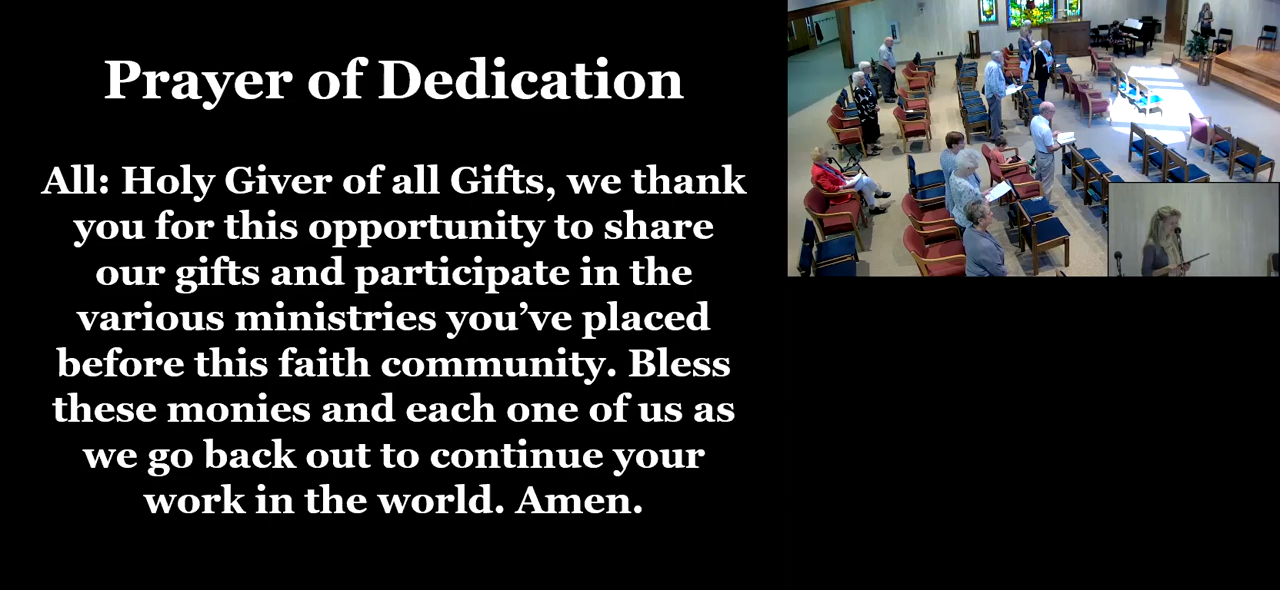 Prayer of Dedication
All: Holy Giver of all Gifts, we thank
you for this opportunity to share
our gifts and participate in the
various ministries you’ve placed
before this faith community. Bless
these monies and each one of us as
we go back out to continue your
work in the world. Amen.